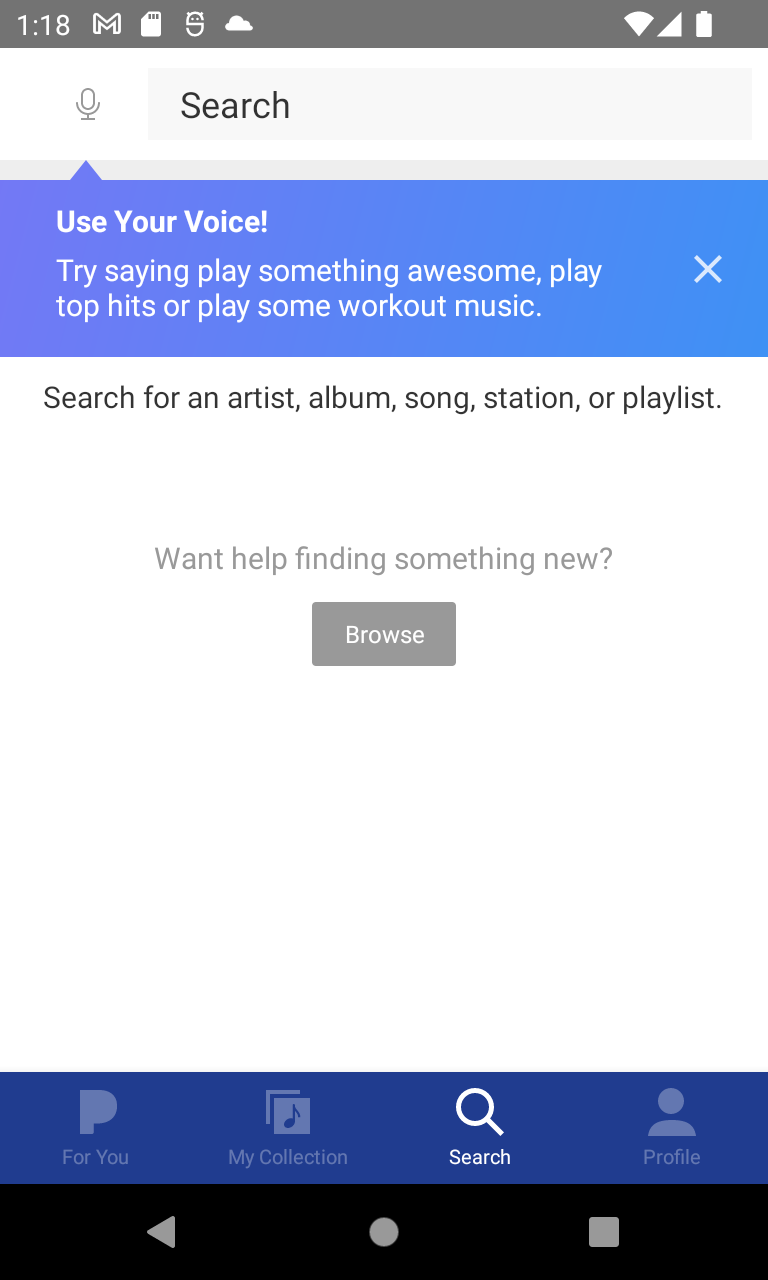 1:18
Search
Use Your Voice!
Try saying play something awesome, play
top hits or play some workout music.
Search for an artist, album, song, station, or playlist.
Want help finding something new?
Browse
For You
My Collection
Search
Profile